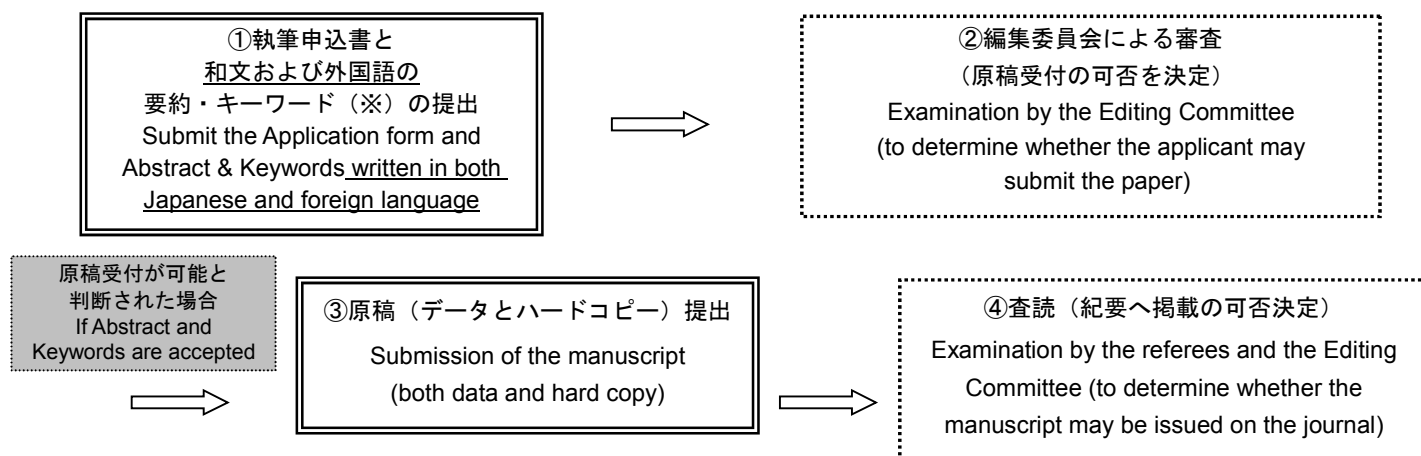 ①執筆申込書と
和文および外国語の
要約・キーワード（※）の提出
Submit the Application form and
Abstract & Keywords written in both
Japanese and foreign language
②編集委員会による審査
（原稿受付の可否を決定）
Examination by the Editing Committee
(to determine whether the applicant may
submit the paper)
原稿受付が可能と
判断された場合
If Abstract and
Keywords are accepted
③原稿（データとハードコピー）提出
Submission of the manuscript
(both data and hard copy)
④査読（紀要へ掲載の可否決定）
Examination by the referees and the Editing
Committee (to determine whether the
manuscript may be issued on the journal)